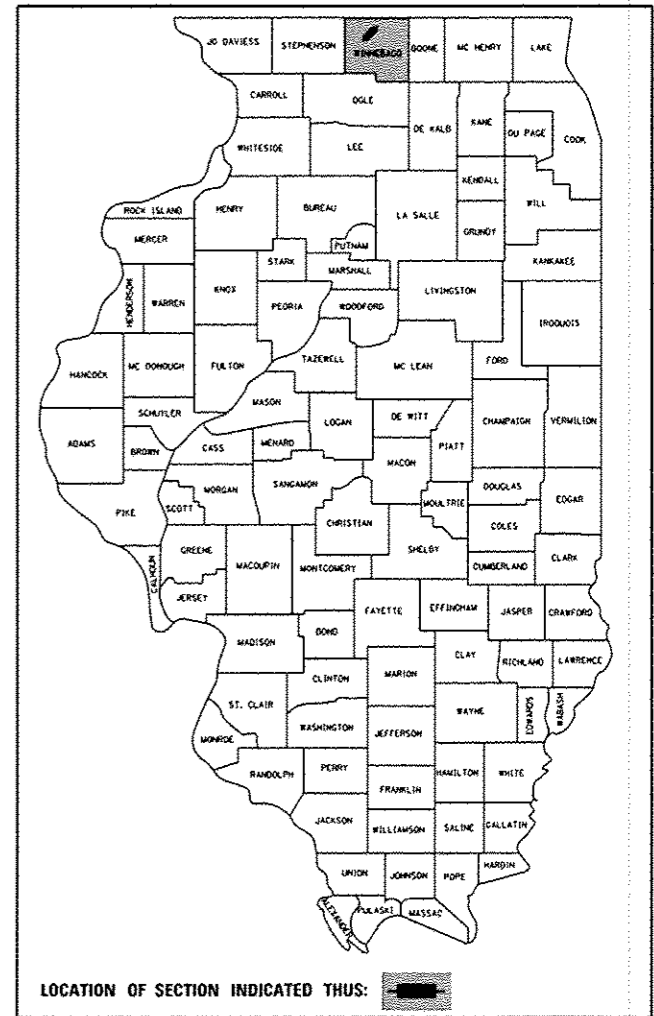 JO DAVIESS STEPHENSON WINNEBAGO BOONE MC HENRY LAKE
CARROLL OGLE DE KALB KANE DU PAGE COOK
WHITESIDE LEE
KENDALL
ROCK ISLAND HENRY BUREAU LA SALLE WILL
MERCER PUTNAM GRUNDY
STARK MARSHALL KANKAKEE
HENDERSON WARREN KNOX PEORIA WOODFORD LIVINGSTON
IROQUOIS
HANCOCK MC DONOUGH FULTON TAZEWELL MC LEAN FORD
SCHUYLER MASON
LOGAN DE WITT CHAMPAIGN VERMILION
ADAMS BROWN CASS MENARD PIATT
MACON
MORGAN SANGAMON DOUGLAS
PIKE SCOTT MOULTRIE EDGAR
CHRISTIAN COLES
CALHOUN GREENE MACOUPIN MONTGOMERY SHELBY
CUMBERLAND CLARK
JERSEY
FAYETTE EFFINGHAM JASPER CRAWFORD
MADISON BOND
CLAY RICHLAND LAWRENCE
CLINTON MARION
ST. CLAIR WAYNE EDWARDS WABASH
WASHINGTON JEFFERSON
MONROE
RANDOLPH PERRY HAMILTON WHITE
FRANKLIN
JACKSON WILLIAMSON SALINE GALLATIN
UNION JOHNSON POPE HARDIN
ALEXANDER PULASKI MASSAC
LOCATION OF SECTION INDICATED THUS: